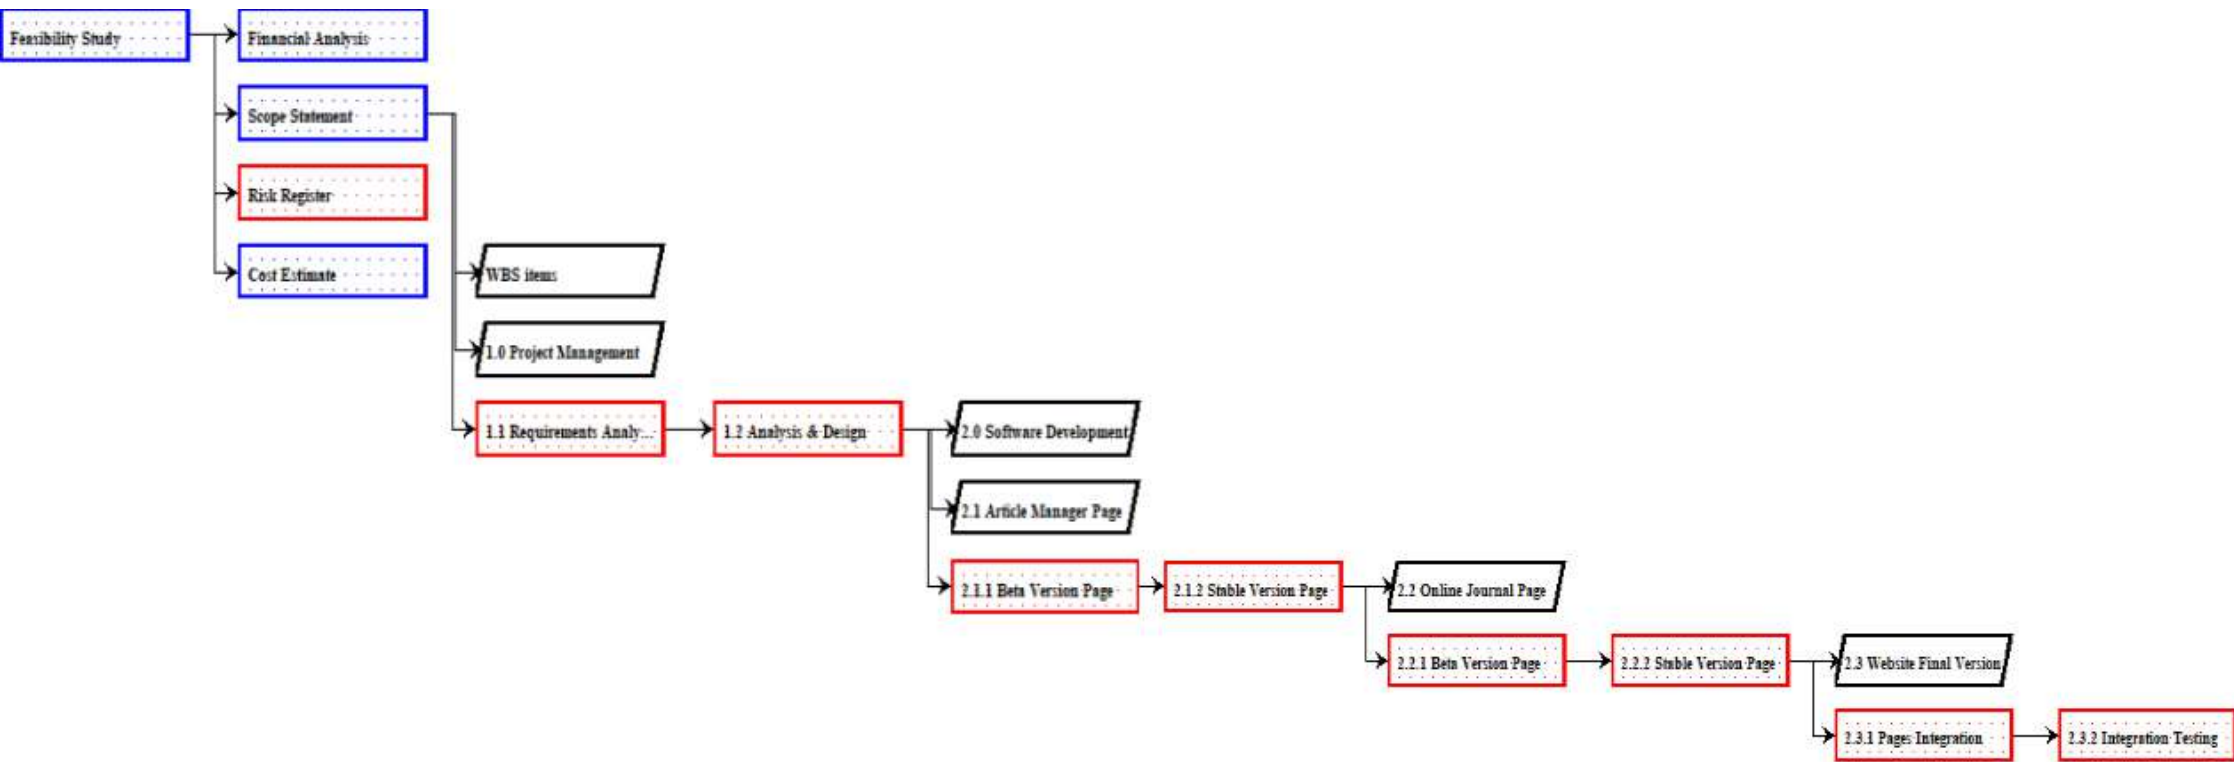 Feasibility Study
Financial Analysis
Scope Statement
Risk Register
Cost Estimate
WBS items
1.0 Project Management
1.1 Requirements Analy...
1.2 Analysis & Design
2.0 Software Development
2.1 Article Manager Page
2.1.1 Beta Version Page
2.1.2 Stable Version Page
2.2 Online Journal Page
2.2.1 Beta Version Page
2.2.2 Stable Version Page
2.3 Website Final Version
2.3.1 Pages Integration
2.3.2 Integration Testing